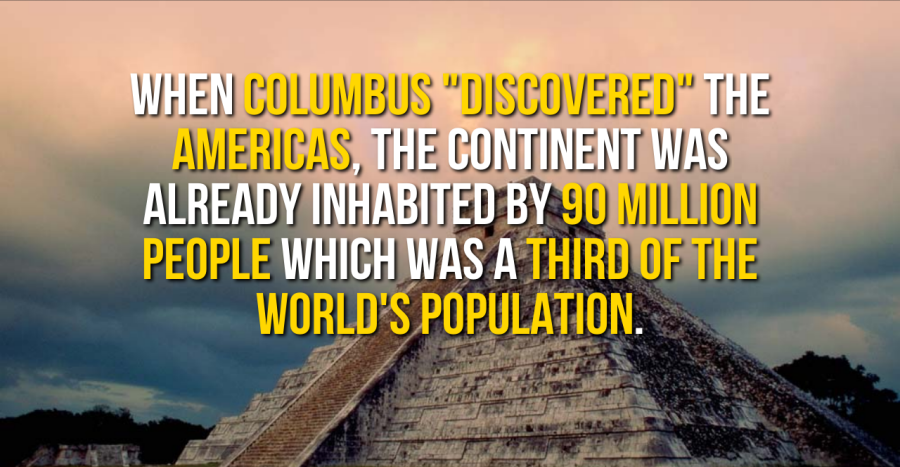 WHEN COLUMBUS "DISCOVERED" THE
AMERICAS, THE CONTINENT WAS
ALREADY INHABITED BY 90 MILLION
PEOPLE WHICH WAS A THIRD OF THE
WORLD'S POPULATION.